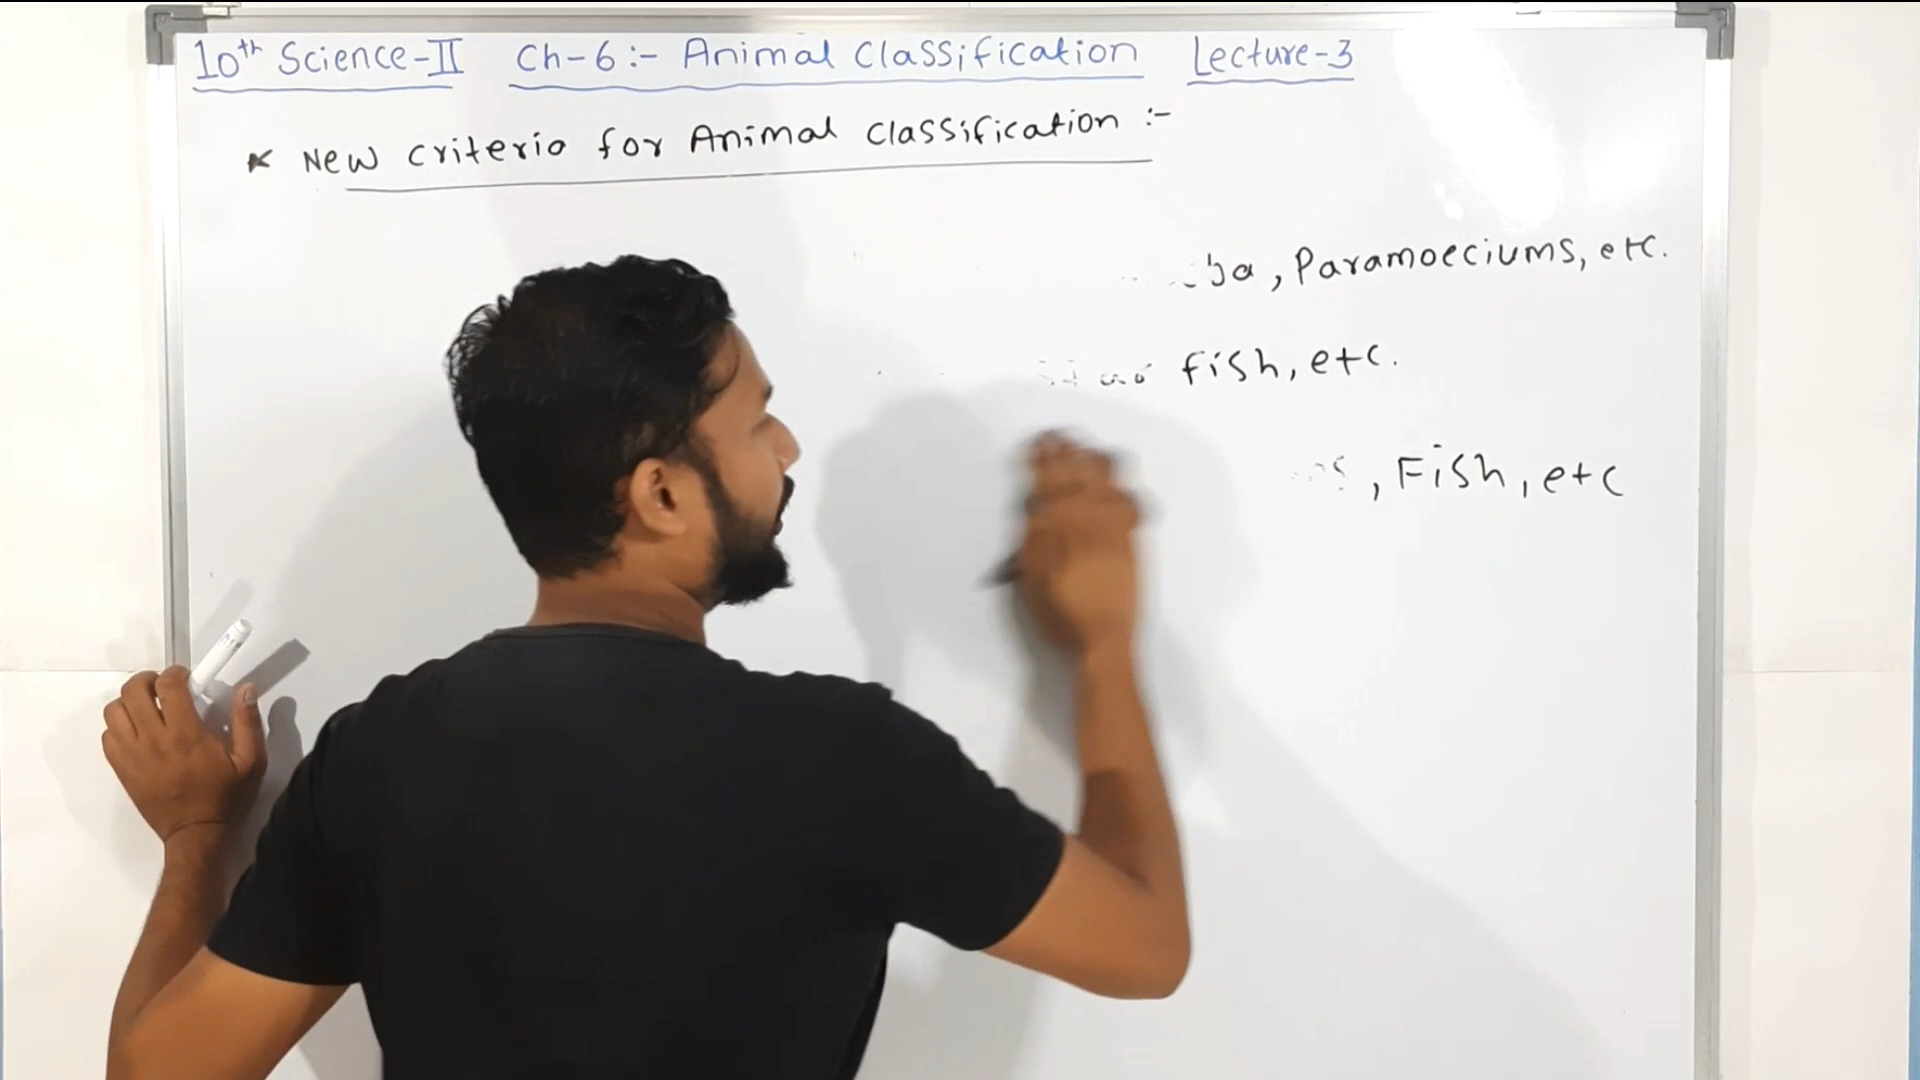 10th Science-II Ch-6:- Animal Classification Lecture-3
* New criteria for Animal classification :-
ba, Paramoeciums, etc.
fish, etc.
, Fish, etc